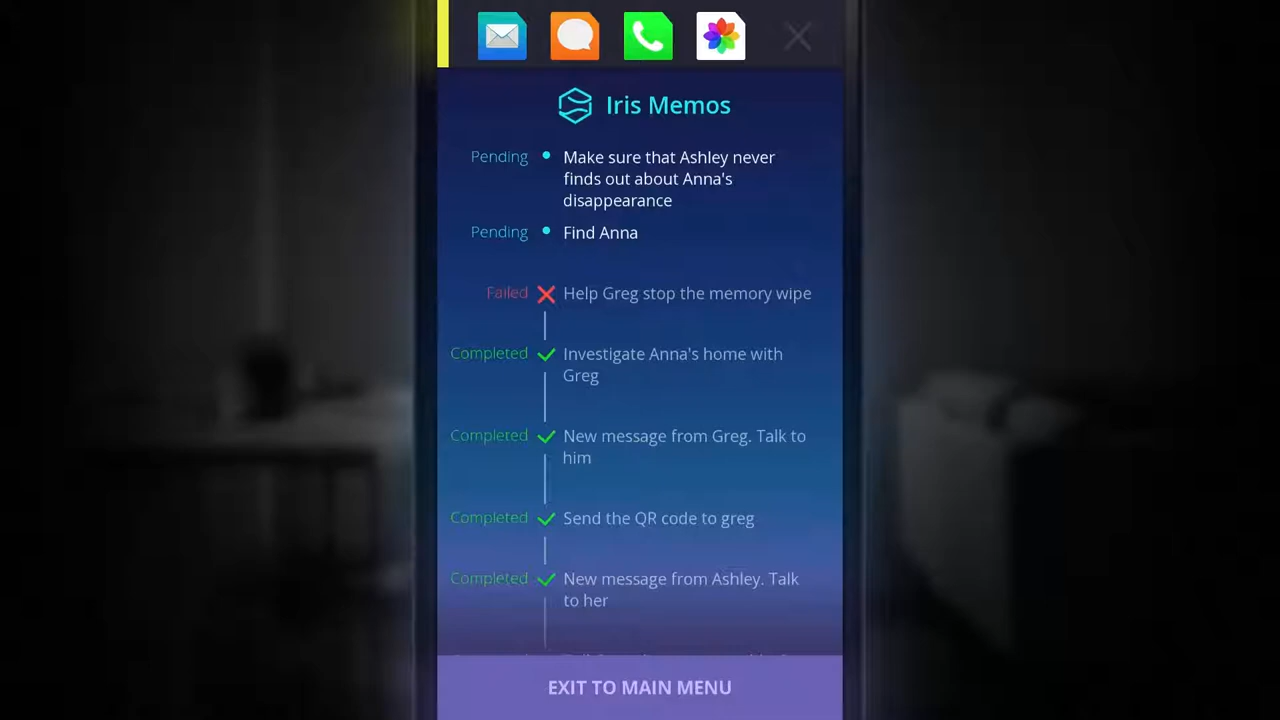 Iris Memos
Pending
Make sure that Ashley never
finds out about Anna's
disappearance
Pending
Find Anna
Failed
Help Greg stop the memory wipe
Completed
Investigate Anna's home with
Greg
Completed
New message from Greg. Talk to
him
Completed
Send the QR code to greg
Completed
New message from Ashley. Talk
to her
EXIT TO MAIN MENU